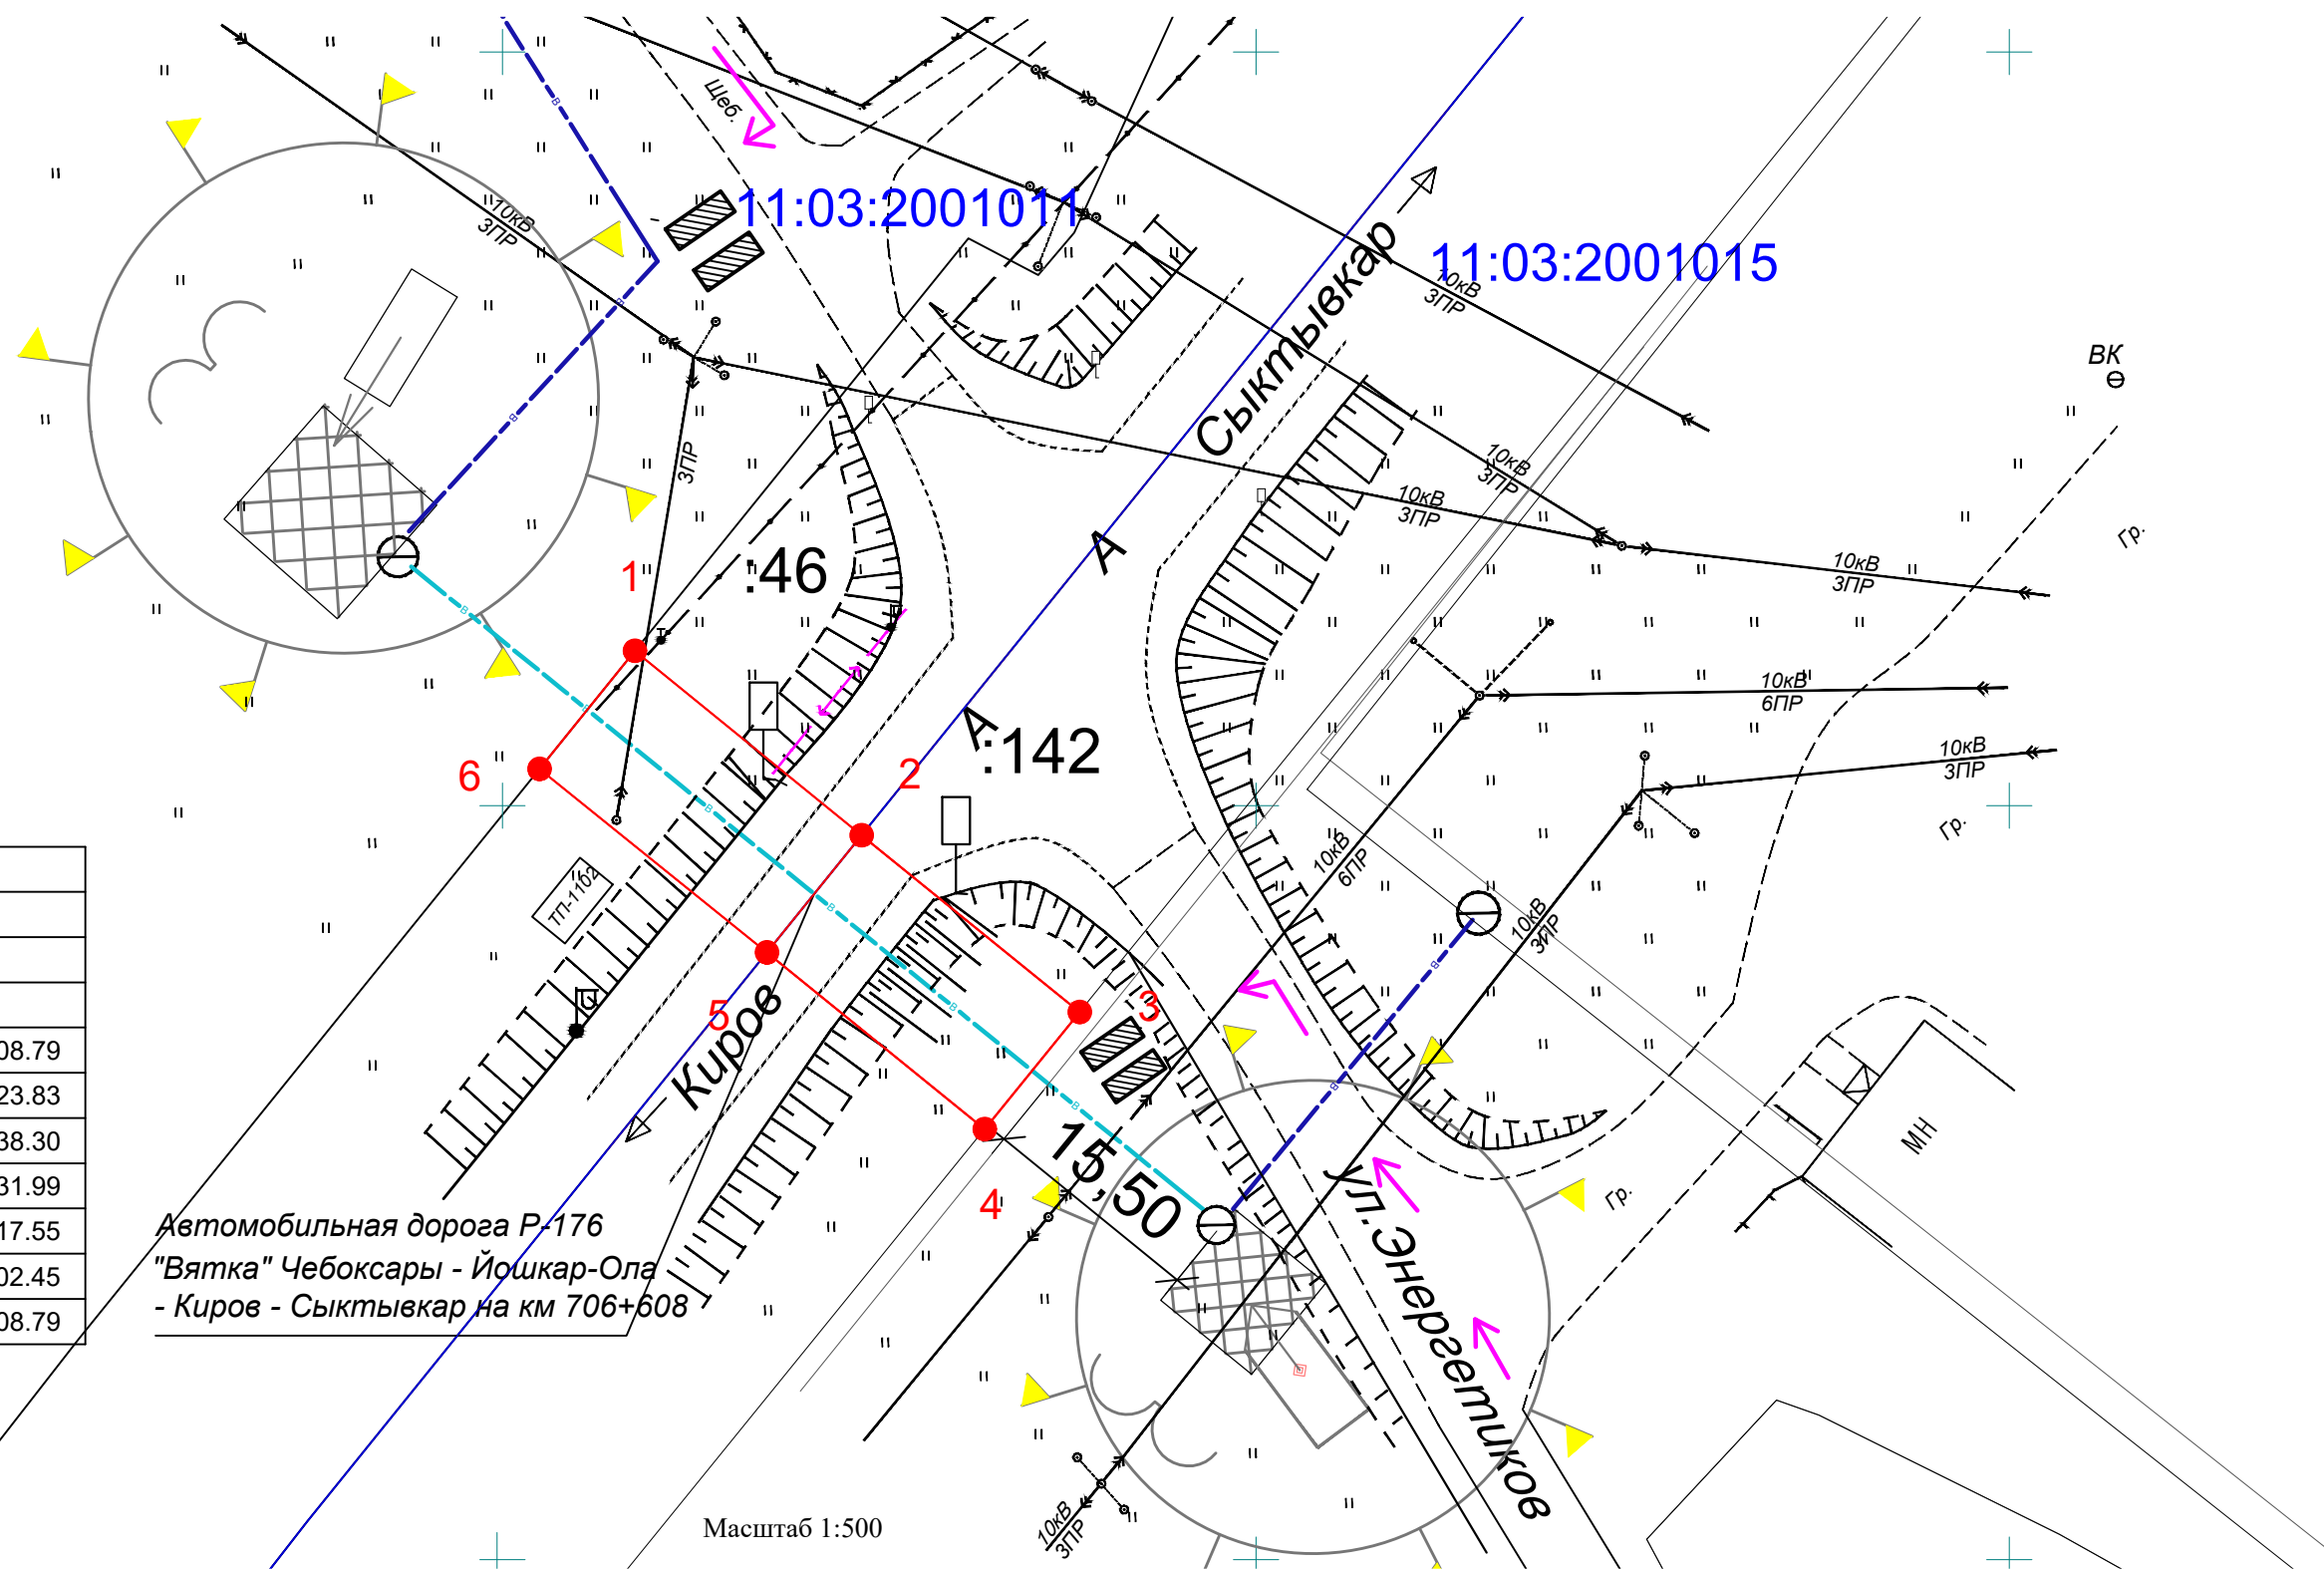 Щеб.
11:03:2001011
11:03:2001015
Сыктывкар
10кВ
3ПР
10кВ
3ПР
ВК
3ПР
10кВ
3ПР
10кВ
3ПР
Гр.
10кВ
3ПР
:46
А
1
10кВ
6ПР
А
:142
2
6
10кВ
3ПР
Гр.
10кВ
6ПР
ТП-1102
10кВ
3ПР
5
3
Киров
08.79
23.83
38.30
31.99
17.55
02.45
08.79
МН
4
15,50
Гр.
ул.Энергетиков
Автомобильная дорога Р-176
"Вятка" Чебоксары - Йошкар-Ола
- Киров - Сыктывкар на км 706+608
Масштаб 1:500
10кВ
3ПР